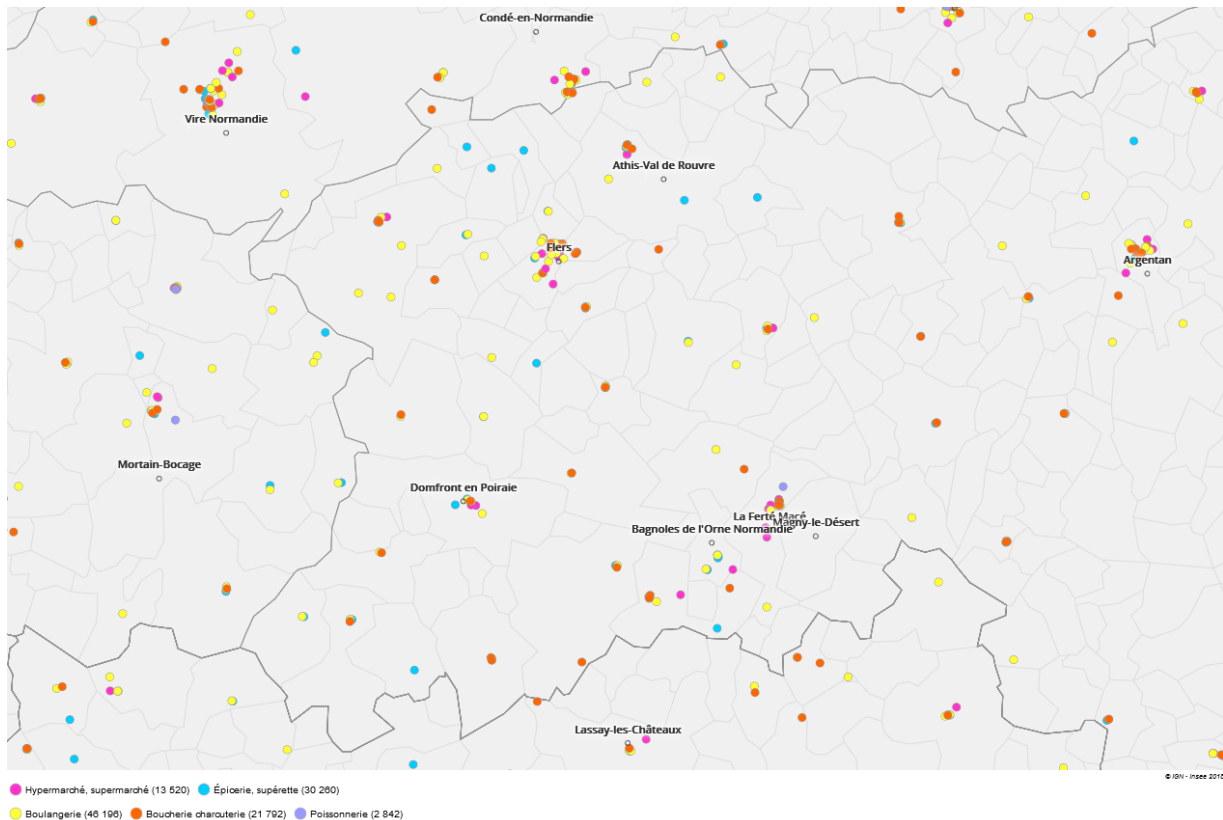 Condé-en-Normandie
Vire Normandie
Athis-Val de Rouvre
Flers
Argentan
Mortain-Bocage
Domfront en Poiraie
La Ferté Macé
Magny-le-Désert
Bagnoles de l'Orne Normandie
Lassay-les-Châteaux
© IGN - Insee 2016
Hypermarché, supermarché (13 520)
Épicerie, supérette (30 260)
Boulangerie (46 196)
Boucherie charcuterie (21 792)
Poissonnerie (2 842)